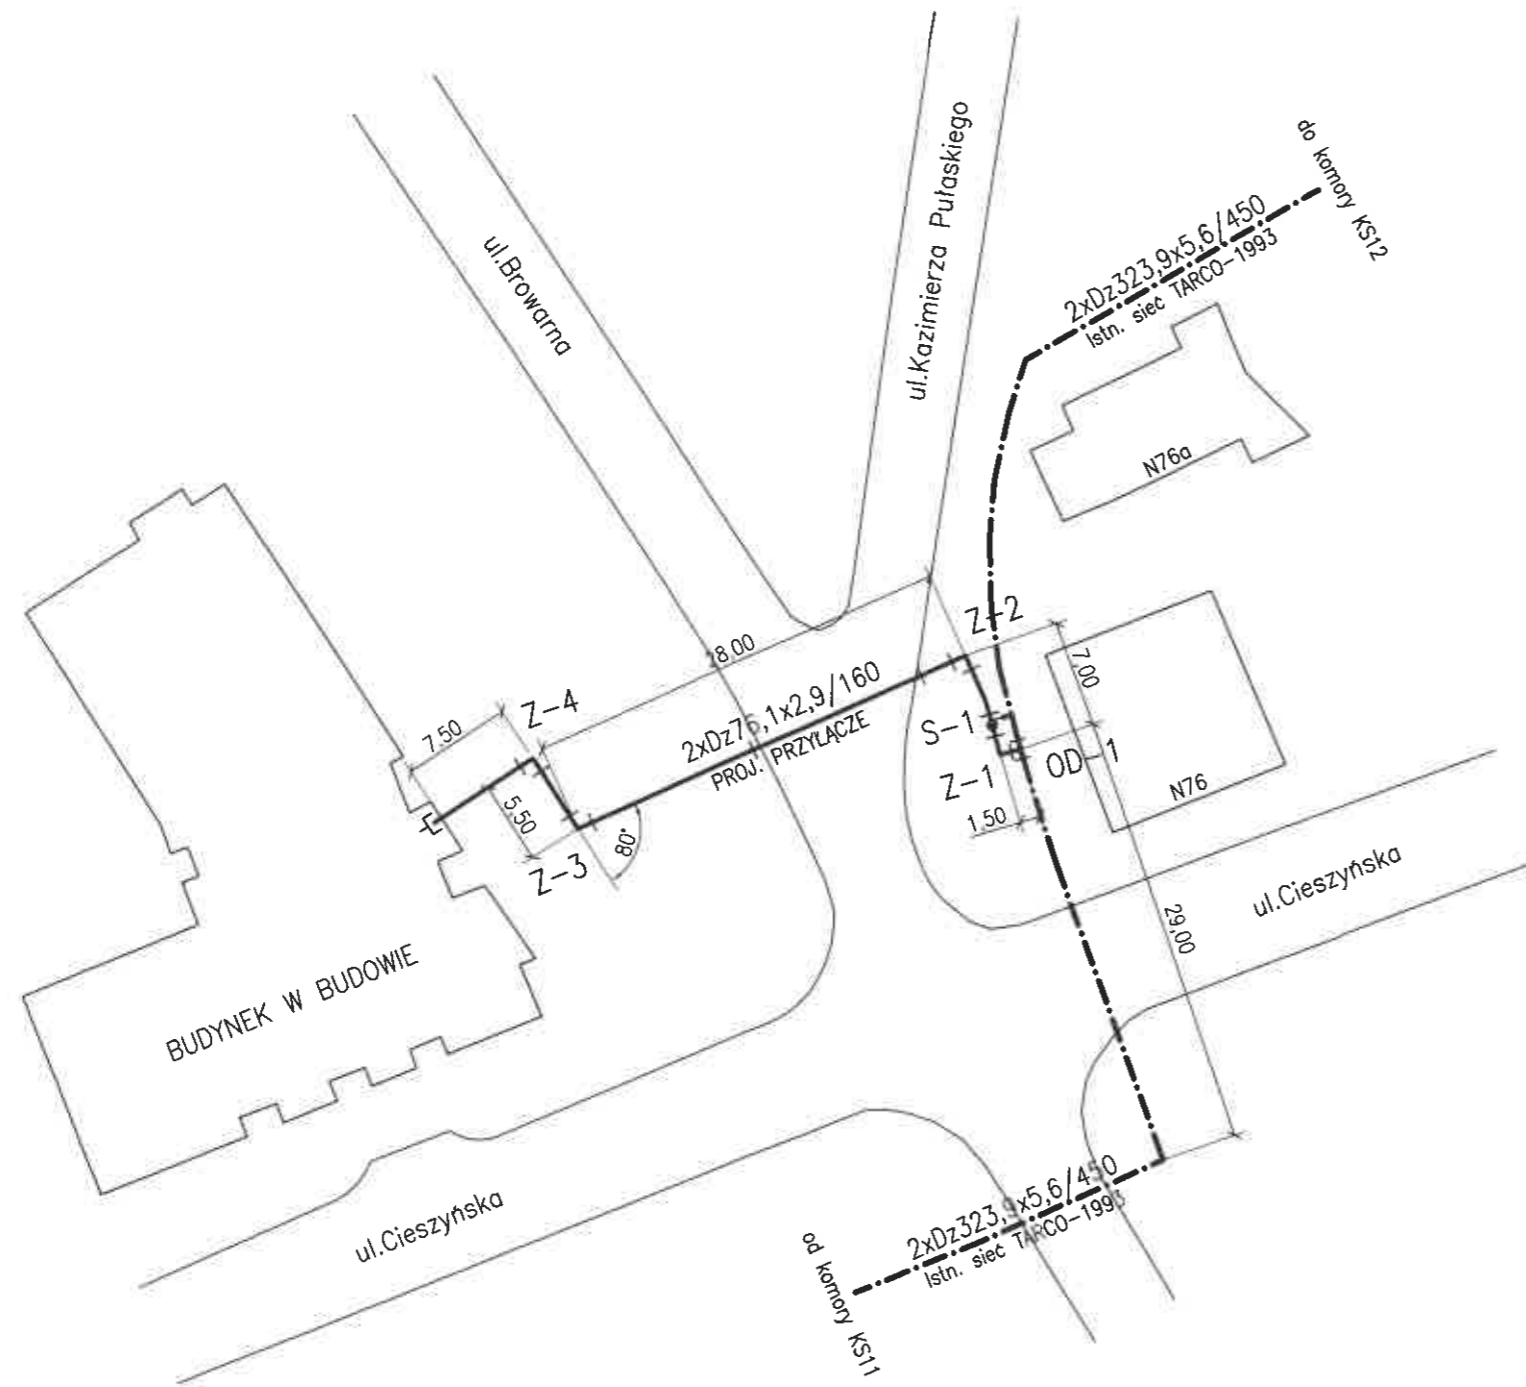 do komory KS12
2xDz323,9x5,6/450
Istn. sieć TARCO-1993
ul.Kazimierza Pułaskiego
ul.Browarna
N76a
Z-2
28,00
7,00
Z-4
7,50
2xDz76,1x2,9/160
PROJ. PRZYŁĄCZE
S-1
OD-1
Z-1
N76
5,50
80°
1,50
Z-3
ul.Cieszyńska
29,00
BUDYNEK W BUDOWIE
2xDz323,9x5,6/450
Istn. sieć TARCO-1993
ul.Cieszyńska
od komory KS11